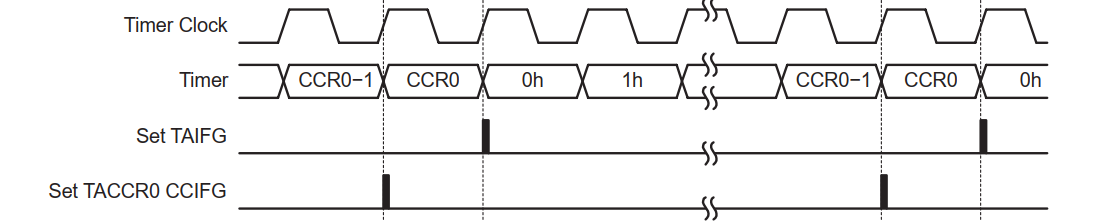 Timer Clock
Timer CCR0−1 CCR0 0h 1h CCR0−1 CCR0 0h
Set TAIFG
Set TACCR0 CCIFG